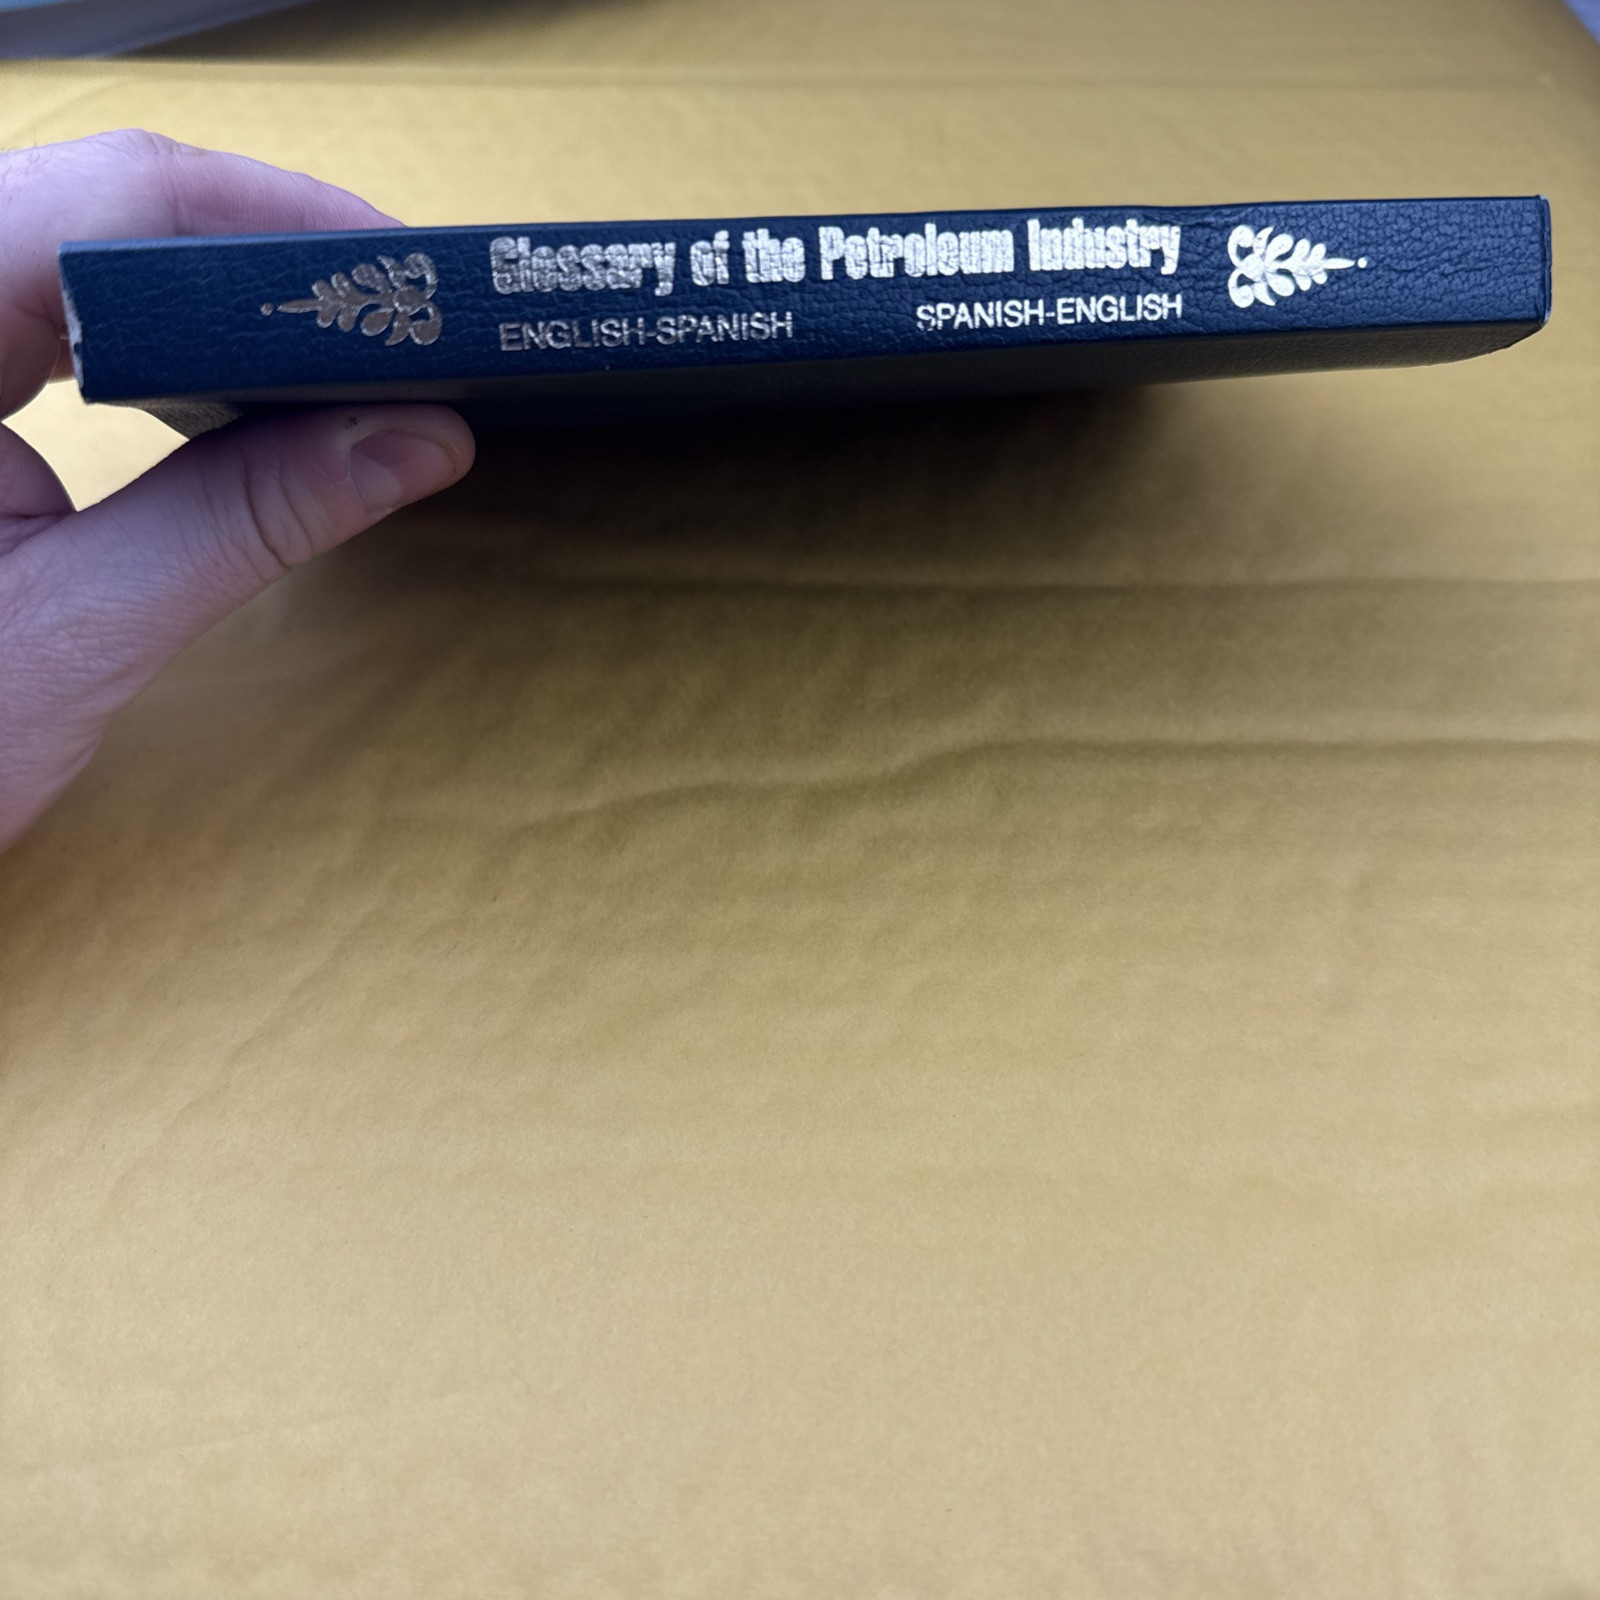 Glossary of the Petroleum Industry
ENGLISH-SPANISH SPANISH-ENGLISH